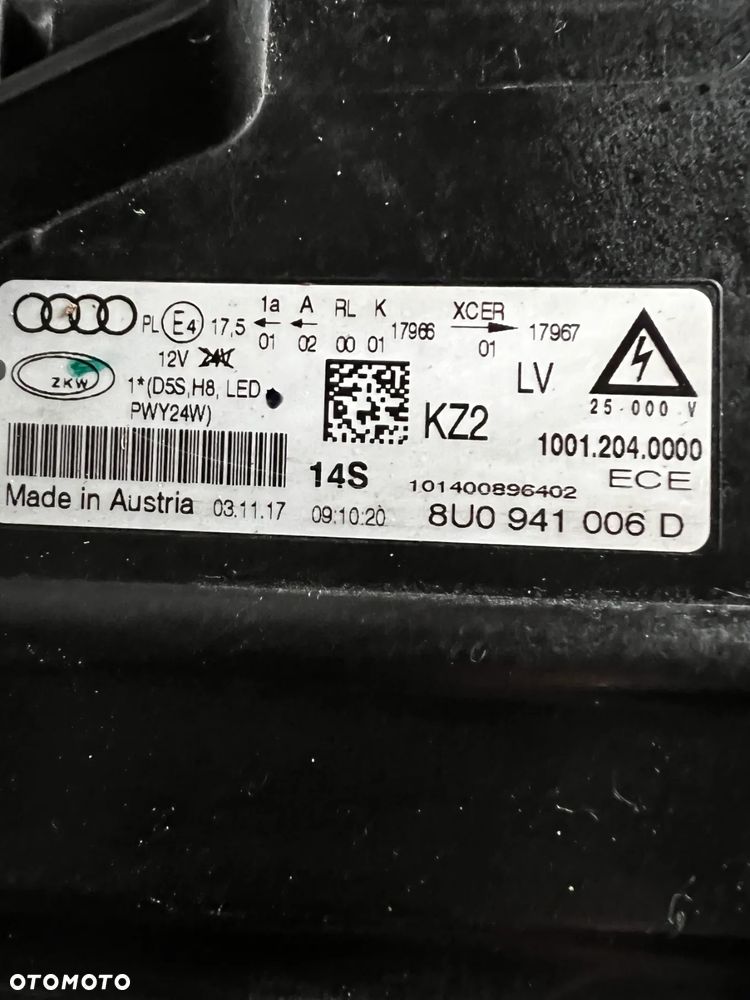 PL E4 17,5 1a A RL K 17966 XCER 17967
01 02 00 01 01
12V 24V
ZKW 1*(D5S,H8, LED
PWY24W)
KZ2
LV
25-000 V
1001.204.0000
14S 101400896402 ECE
Made in Austria 03.11.17 09:10:20 8U0 941 006 D
OTOMOTO